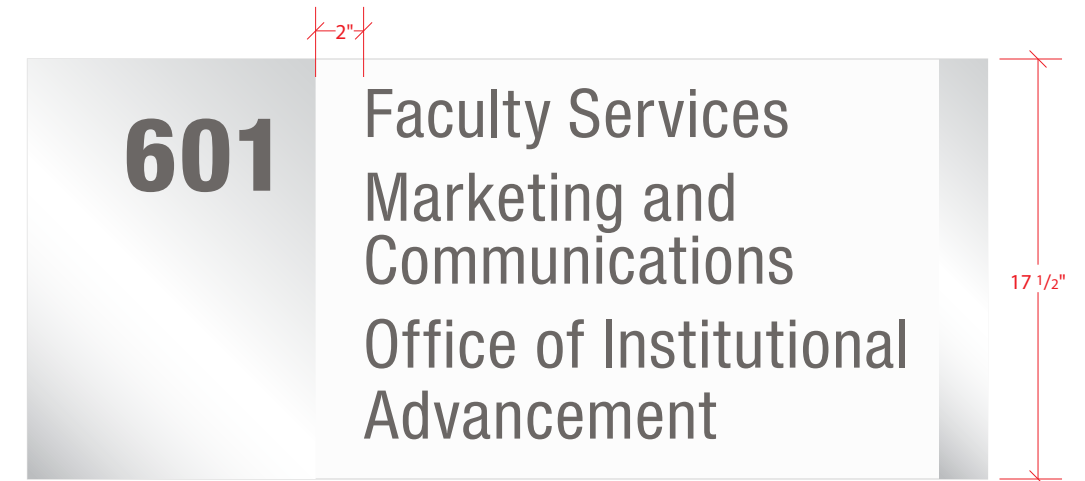 2"
601
Faculty Services
Marketing and
Communications
Office of Institutional
Advancement
17 1/2"